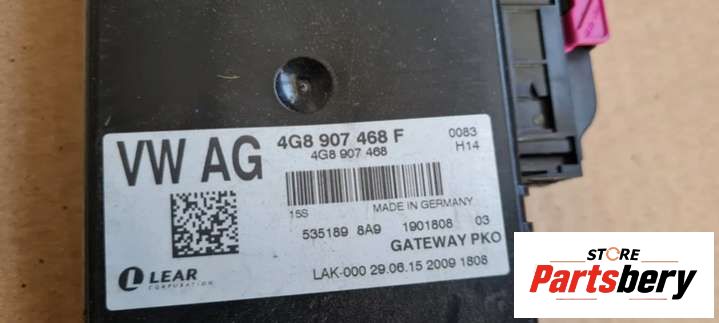 VW AG
4G8 907 468 F
4G8 907 468
0083
H14
15S
MADE IN GERMANY
535189 8A9 1901808 03
GATEWAY PKO
LEAR
CORPORATION
LAK-000 29.06.15 2009 1808
STORE
Partsbery